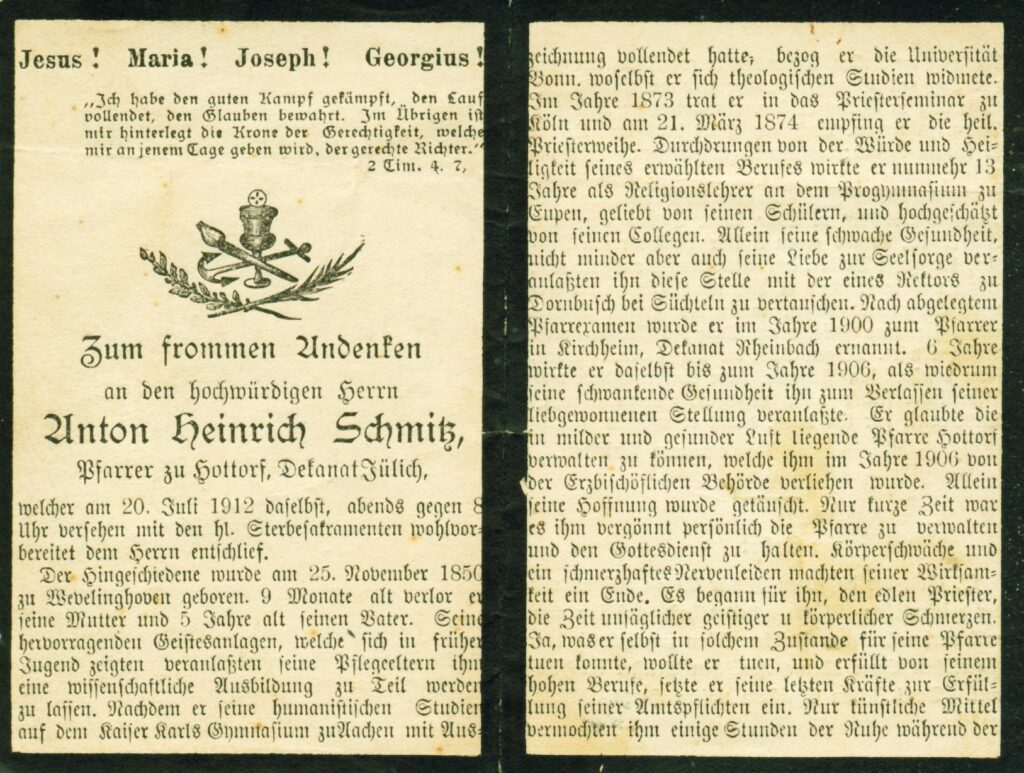 Jesus! Maria! Joseph! Georgius!
„Ich habe den guten Kampf gekämpft, den Lauf
vollendet, den Glauben bewahrt. Im Übrigen ist
mir hinterlegt die Krone der Gerechtigkeit, welche
mir an jenem Tage geben wird, der gerechte Richter."
2 Tim. 4. 7,
Zum frommen Andenken
an den hochwürdigen Herrn
Anton Heinrich Schmitz,
Pfarrer zu Hottorf, Dekanat Jülich,
welcher am 20. Juli 1912 daselbst, abends gegen 8
Uhr versehen mit den hl. Sterbesakramenten wohlvor-
bereitet dem Herrn entschlief.
Der Hingeschiedene wurde am 25. November 1850
zu Wevelinghoven geboren. 9 Monate alt verlor er
seine Mutter und 5 Jahre alt seinen Vater. Seine
hervorragenden Geistesanlagen, welche sich in früher
Jugend zeigten veranlaßten seine Pflegeeltern ihm
eine wissenschaftliche Ausbildung zu Teil werden
zu lassen. Nachdem er seine humanistischen Studien
auf dem Kaiser Karls Gymnasium zu Aachen mit Aus-
zeichnung vollendet hatte, bezog er die Universität
Bonn. woselbst er sich theologischen Studien widmete.
Im Jahre 1873 trat er in das Priesterseminar zu
Köln und am 21. März 1874 empfing er die heil.
Priesterweihe. Durchdrungen von der Würde und Hei-
ligkeit seines erwählten Berufes wirkte er nunmehr 13
Jahre als Religionslehrer an dem Progymnasium zu
Eupen, geliebt von seinen Schülern, und hochgeschätzt
von seinen Collegen. Allein seine schwache Gesundheit,
nicht minder aber auch seine Liebe zur Seelsorge ver-
anlaßten ihn diese Stelle mit der eines Rektors zu
Dornbusch bei Süchteln zu vertauschen. Nach abgelegtem
Pfarrexamen wurde er im Jahre 1900 zum Pfarrer
in Kirchheim, Dekanat Rheinbach ernannt. 6 Jahre
wirkte er daselbst bis zum Jahre 1906, als wiedrum
seine schwankende Gesundheit ihn zum Verlassen seiner
liebgewonnenen Stellung veranlaßte. Er glaubte die
in milder und gesunder Luft liegende Pfarre Hottorf
verwalten zu können, welche ihm im Jahre 1906 von
der Erzbischöflichen Behörde verliehen wurde. Allein
seine Hoffnung wurde getäuscht. Nur kurze Zeit war
es ihm vergönnt persönlich die Pfarre zu verwalten
und den Gottesdienst zu halten. Körperschwäche und
ein schmerzhaftes Nervenleiden machten seiner Wirksam-
keit ein Ende. Es begann für ihn, den edlen Priester,
die Zeit unsäglicher geistiger u körperlicher Schmerzen.
Ja, was er selbst in solchem Zustande für seine Pfarre
tuen konnte, wollte er tuen, und erfüllt von seinem
hohen Berufe, setzte er seine letzten Kräfte zur Erfül-
lung seiner Amtspflichten ein. Nur künstliche Mittel
vermochten ihm einige Stunden der Ruhe während der